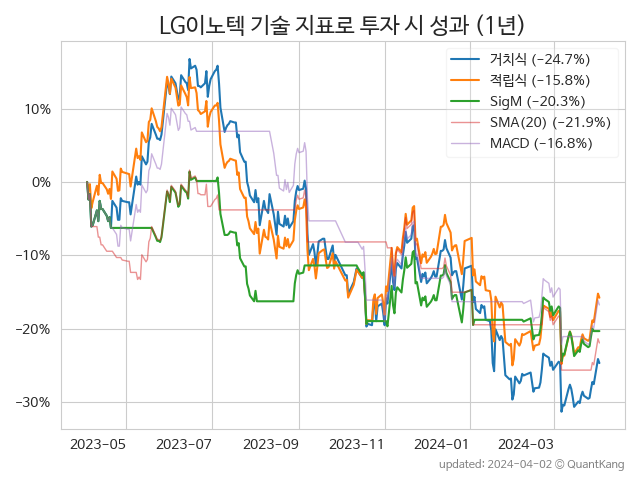 LG이노텍 기술 지표로 투자 시 성과 (1년)
거치식 (−24.7%)
적립식 (−15.8%)
SigM (−20.3%)
SMA(20) (−21.9%)
MACD (−16.8%)
10%
0%
−10%
−20%
−30%
2023-05 2023-07 2023-09 2023-11 2024-01 2024-03
updated: 2024-04-02 © QuantKang